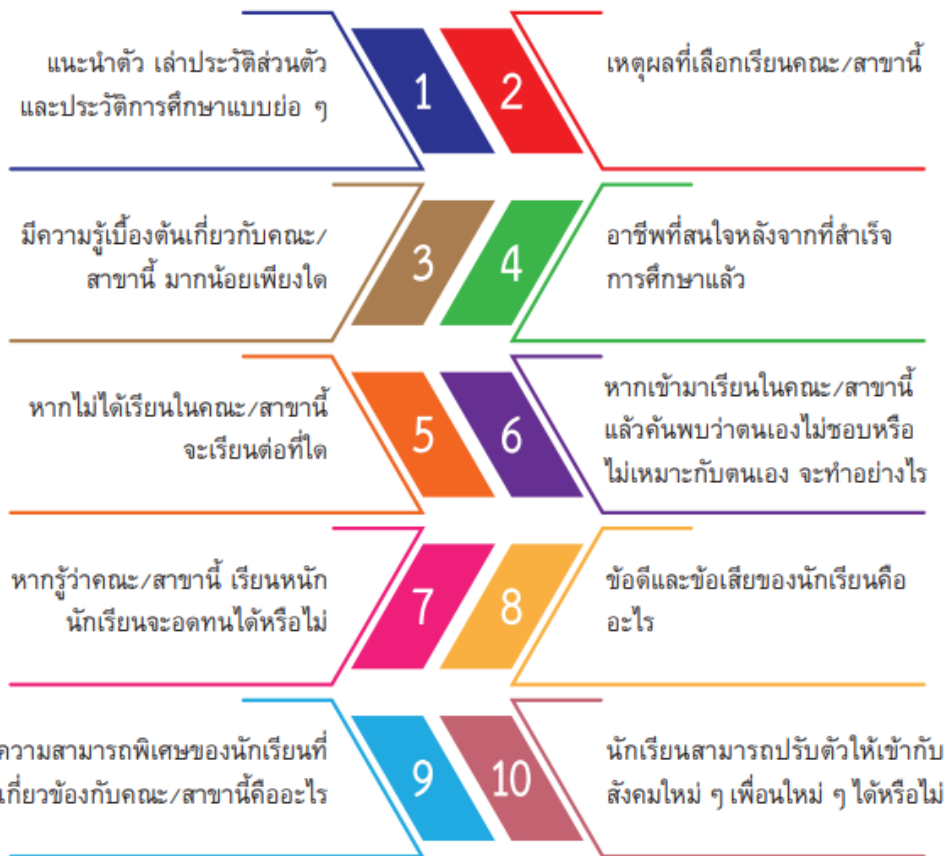 แนะนำตัว เล่าประวัติส่วนตัว
และประวัติการศึกษาแบบย่อ ๆ
1
2
เหตุผลที่เลือกเรียนคณะ/สาขานี้
มีความรู้เบื้องต้นเกี่ยวกับคณะ/
สาขานี้ มากน้อยเพียงใด
3
4
อาชีพที่สนใจหลังจากที่สำเร็จ
การศึกษาแล้ว
หากไม่ได้เรียนในคณะ/สาขานี้
จะเรียนต่อที่ใด
5
6
หากเข้ามาเรียนในคณะ/สาขานี้
แล้วค้นพบว่าตนเองไม่ชอบหรือ
ไม่เหมาะกับตนเอง จะทำอย่างไร
หากรู้ว่าคณะ/สาขานี้ เรียนหนัก
นักเรียนจะอดทนได้หรือไม่
7
8
ข้อดีและข้อเสียของนักเรียนคือ
อะไร
ความสามารถพิเศษของนักเรียนที่
เกี่ยวข้องกับคณะ/สาขานี้คืออะไร
9
10
นักเรียนสามารถปรับตัวให้เข้ากับ
สังคมใหม่ ๆ เพื่อนใหม่ ๆ ได้หรือไม่